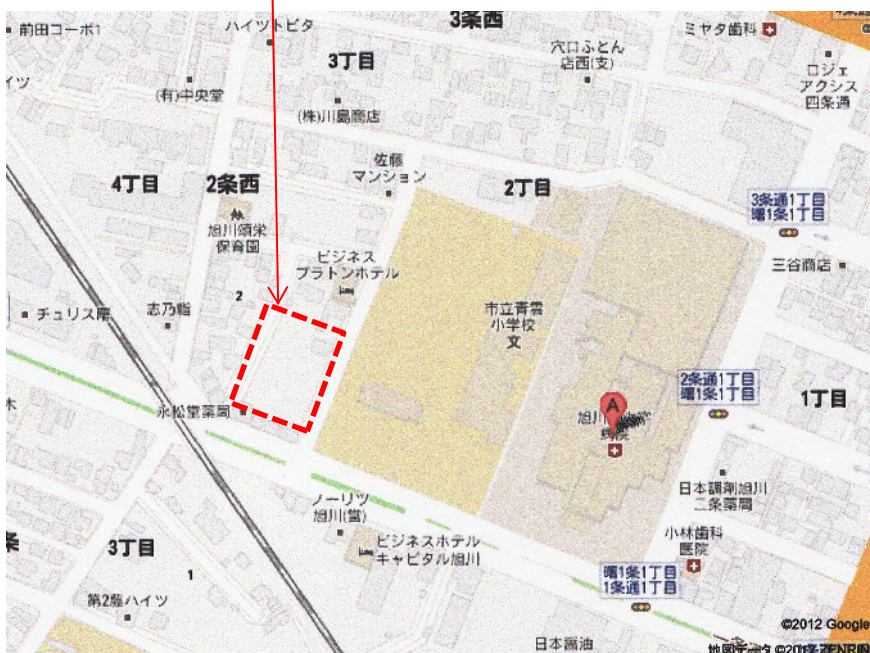 3条西
前田コーポ1
ハイツトピタ
ミヤタ歯科
3丁目
穴口ふとん
店西(支)
ロジェ
アクシス
四条通
(有)中央堂
(株)川島商店
佐藤
マンション
4丁目
2条西
2丁目
3条通1丁目
曙1条1丁目
旭川頌栄
保育園
ビジネス
プラトンホテル
三谷商店
2
市立青雲
小学校
文
チュリス
志乃鮨
2条通1丁目
曙1条1丁目
1丁目
永松堂薬局
A
旭川
病院
日本調剤旭川
二条薬局
ノーリツ
旭川(営)
ビジネスホテル
キャピタル旭川
小林歯科
医院
条
3丁目
1
曙1条1丁目
1条通1丁目
第2藤ハイツ
©2012 Google
日本醤油
地図データ ©2012 ZENRIN